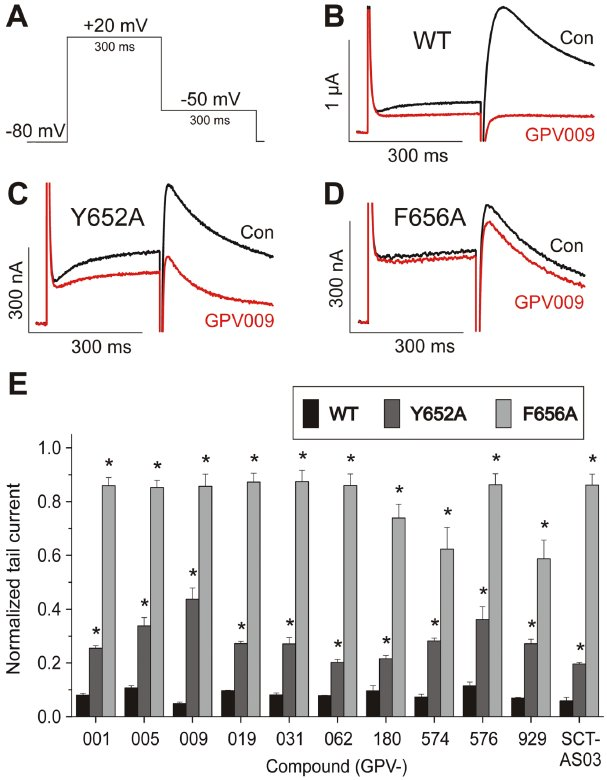 A
+20 mV
300 ms
-50 mV
300 ms
-80 mV
B
WT
Con
1 µA
GPV009
300 ms
C
Y652A
Con
300 nA
GPV009
300 ms
D
F656A
Con
300 nA
GPV009
300 ms
E
WT Y652A F656A
Normalized tail current
1.0
0.8
0.6
0.4
0.2
0.0
* * * * * * * * * *
* * * * * * * * * *
001 005 009 019 031 062 180 574 576 929 SCT-
AS03
Compound (GPV-)